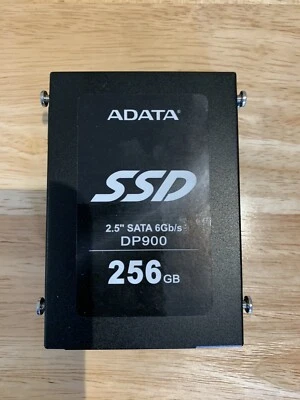 ADATA
SSD
2.5" SATA 6Gb/s
DP900
256GB